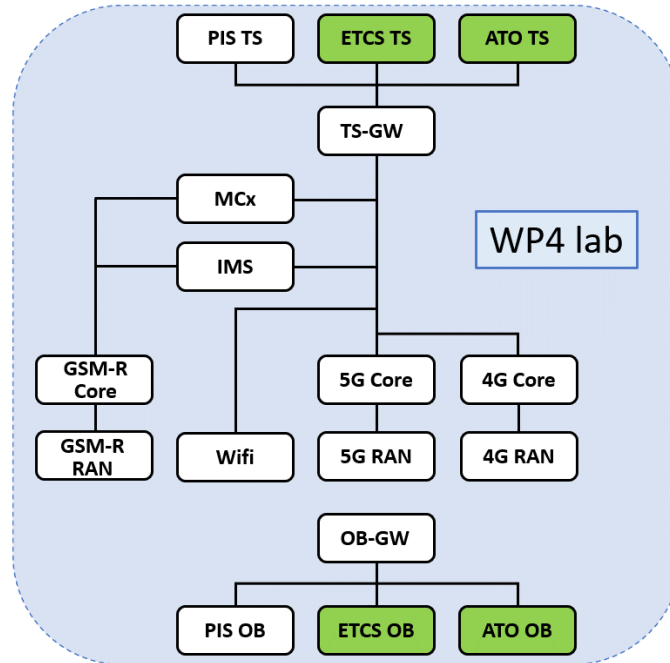 PIS TS
ETCS TS
ATO TS
TS-GW
MCx
WP4 lab
IMS
GSM-R
Core
5G Core
4G Core
GSM-R
RAN
Wifi
5G RAN
4G RAN
OB-GW
PIS OB
ETCS OB
ATO OB